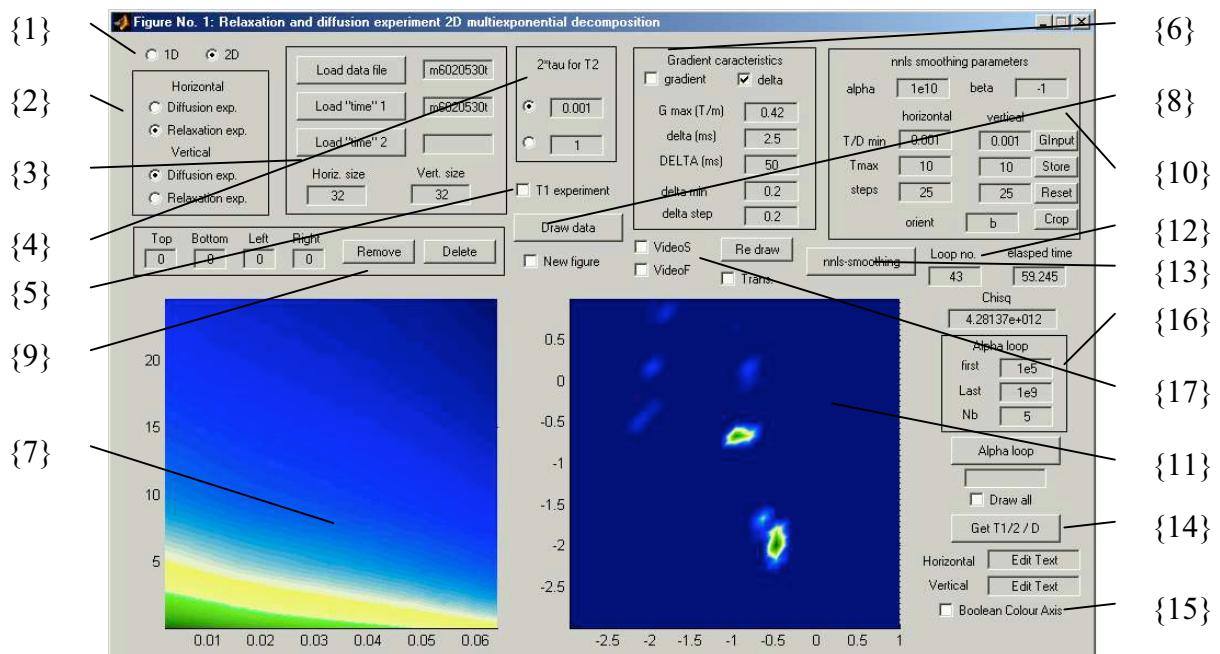 Figure No. 1: Relaxation and diffusion experiment 2D multiexponential decomposition
{1}
{2}
{3}
{4}
{5}
{9}
{7}
1D 2D
Horizontal
Diffusion exp.
Relaxation exp.
Vertical
Diffusion exp.
Relaxation exp.
Load data file m6020530t
Load "time" 1 m6020530t
Load "time" 2
Horiz. size Vert. size
32 32
2*tau for T2
0.001
1
T1 experiment
Draw data
New figure
Gradient caracteristics
gradient delta
G max (T/m) 0.42
delta (ms) 2.5
DELTA (ms) 50
delta min 0.2
delta step 0.2
nnls smoothing parameters
alpha 1e10 beta -1
horizontal vertical
T/D min 0.001 0.001 GInput
Tmax 10 10 Store
steps 25 25 Reset
orient b Crop
Top Bottom Left Right
0 0 0 0 Remove Delete
VideoS
VideoF
Re draw
Trans.
nnls-smoothing
Loop no. elasped time
43 59.245
Chisq
4.28137e+012
Alpha loop
first 1e5
Last 1e9
Nb 5
Alpha loop
Draw all
Get T1/2 / D
Horizontal Edit Text
Vertical Edit Text
Boolean Colour Axis
20
15
10
5
0.01 0.02 0.03 0.04 0.05 0.06
0.5
0
-0.5
-1
-1.5
-2
-2.5
-2.5 -2 -1.5 -1 -0.5 0 0.5 1
{6}
{8}
{10}
{12}
{13}
{16}
{17}
{11}
{14}
{15}